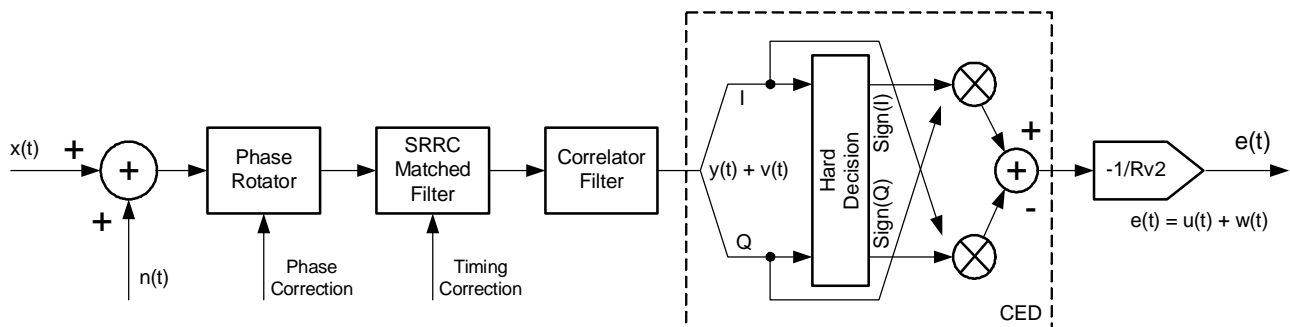 x(t)
+
+
+
n(t)
Phase
Rotator
Phase
Correction
SRRC
Matched
Filter
Timing
Correction
Correlator
Filter
I
y(t) + v(t)
Q
Hard
Decision
Sign(I)
Sign(Q)
+
+
-
CED
-1/Rv2
e(t)
e(t) = u(t) + w(t)